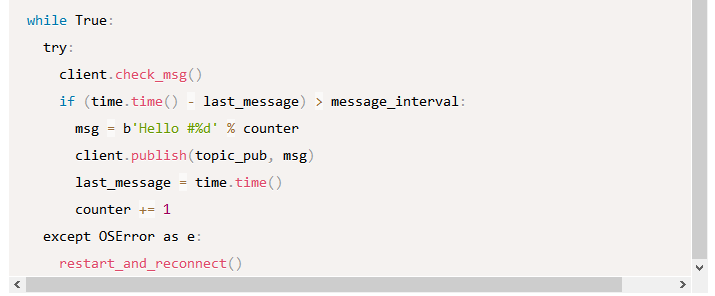 while True:
  try:
    client.check_msg()
    if (time.time() - last_message) > message_interval:
      msg = b'Hello #%d' % counter
      client.publish(topic_pub, msg)
      last_message = time.time()
      counter += 1
  except OSError as e:
    restart_and_reconnect()